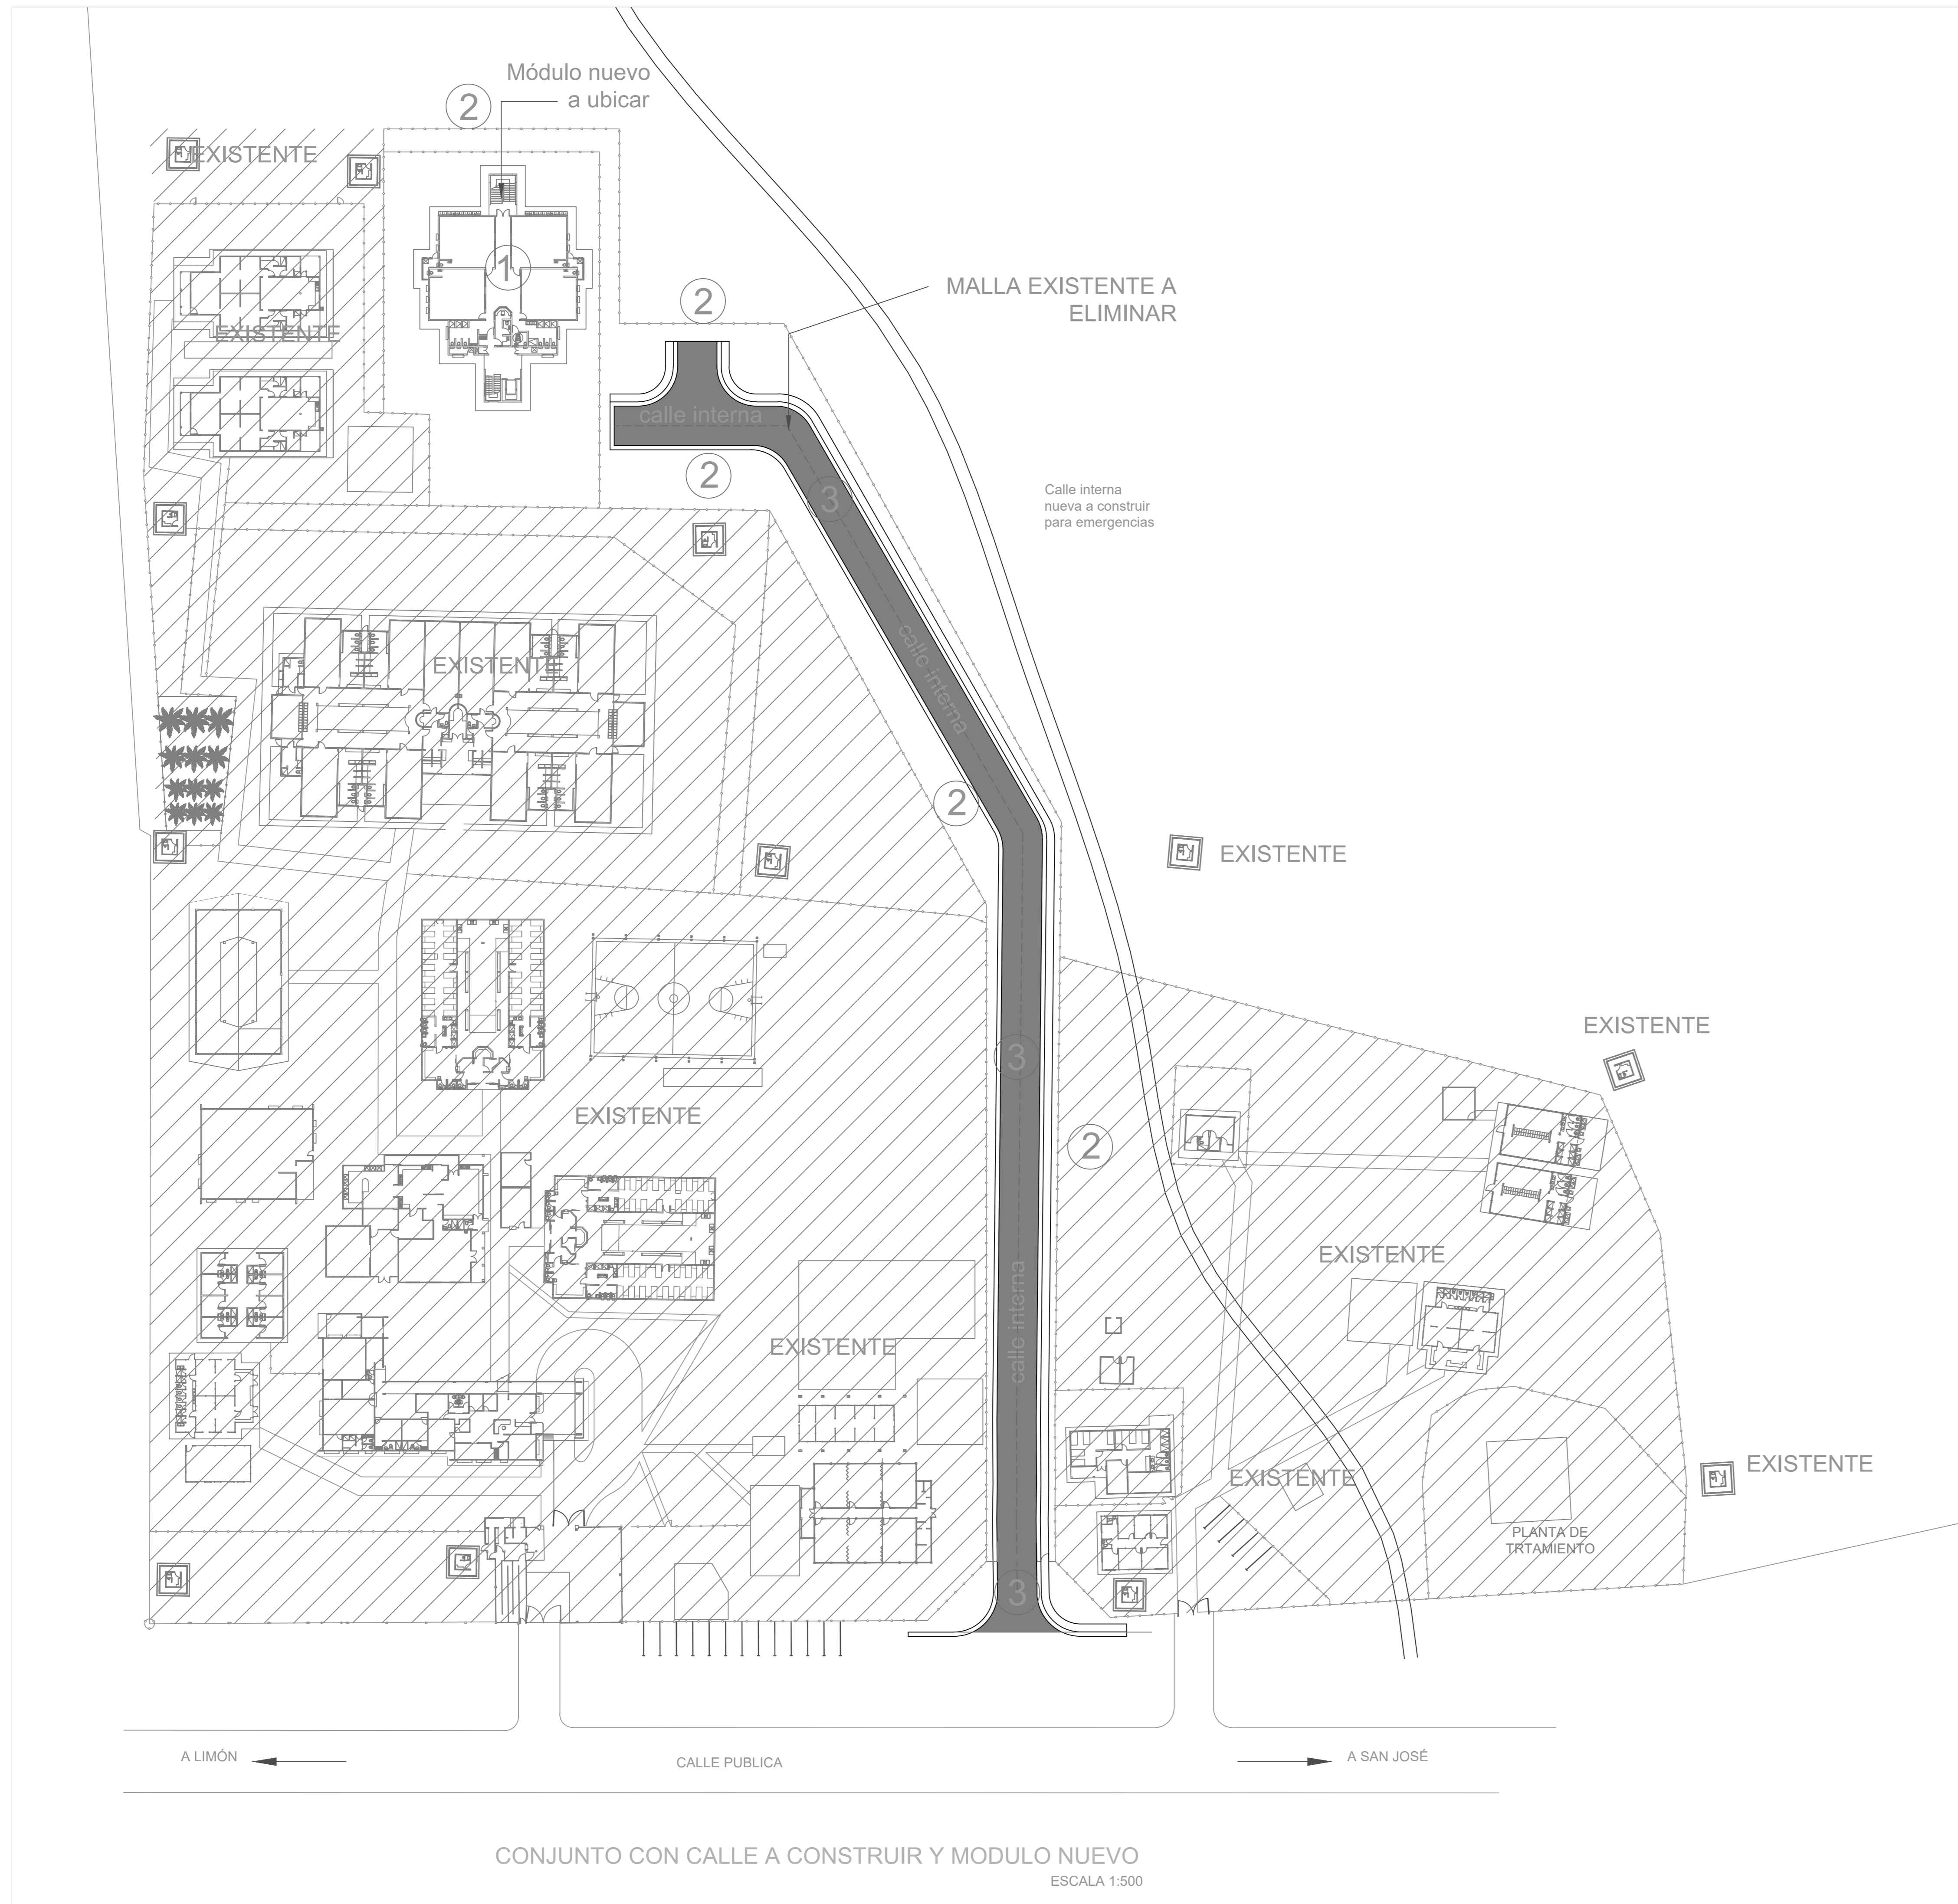 Módulo nuevo
a ubicar
2
EXISTENTE
1
MALLA EXISTENTE A
ELIMINAR
2
EXISTENTE
calle interna
2
3
Calle interna
nueva a construir
para emergencias
calle interna
EXISTENTE
2
EXISTENTE
EXISTENTE
3
EXISTENTE
2
EXISTENTE
calle interna
EXISTENTE
EXISTENTE
EXISTENTE
PLANTA DE
TRTAMIENTO
3
A LIMÓN
CALLE PUBLICA
A SAN JOSÉ
CONJUNTO CON CALLE A CONSTRUIR Y MODULO NUEVO
ESCALA 1:500